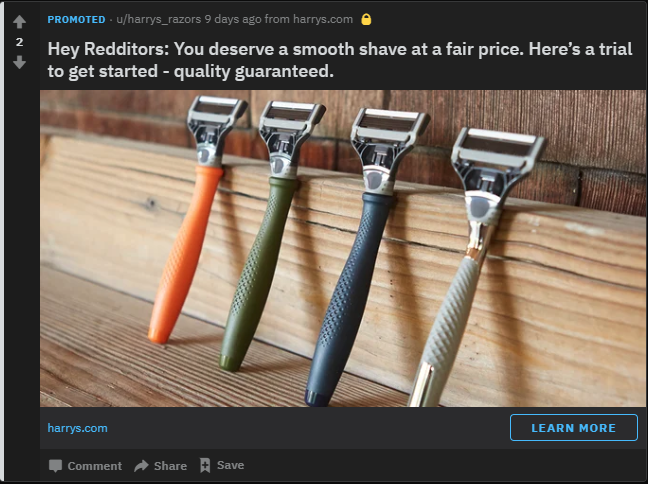 PROMOTED · u/harrys_razors 9 days ago from harrys.com
2
Hey Redditors: You deserve a smooth shave at a fair price. Here's a trial
to get started - quality guaranteed.
harrys.com
LEARN MORE
Comment Share Save